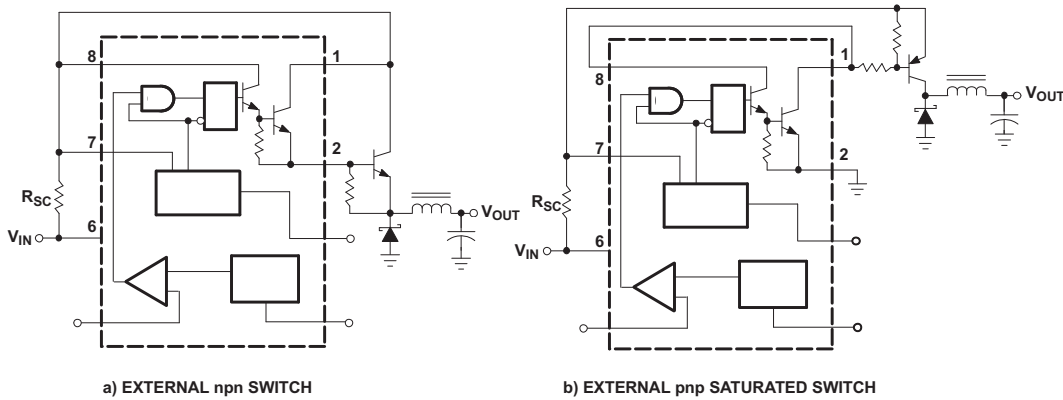 8
1
7
2
RSC
VIN
6
VOUT
a) EXTERNAL npn SWITCH
1
8
7
2
RSC
VIN
6
VOUT
b) EXTERNAL pnp SATURATED SWITCH